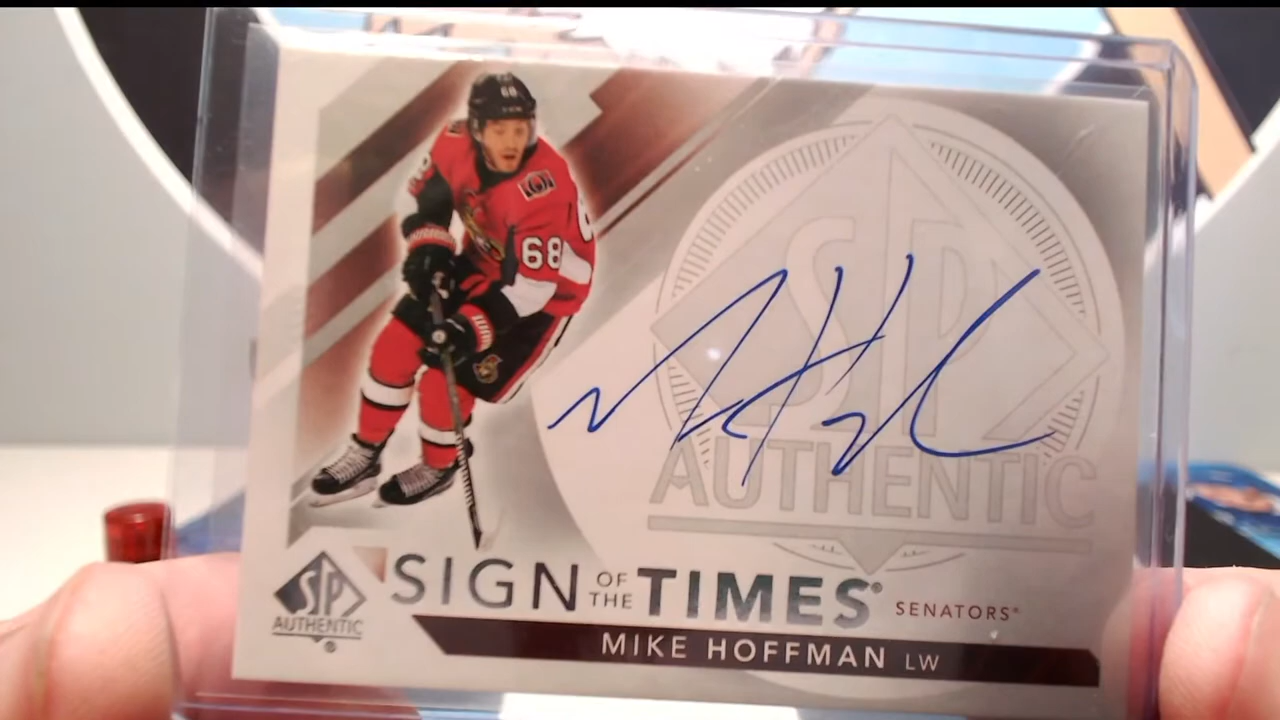 68
68
SP
AUTHENTIC
SIGN OF THE TIMES® SENATORS®
SP
AUTHENTIC
MIKE HOFFMAN LW